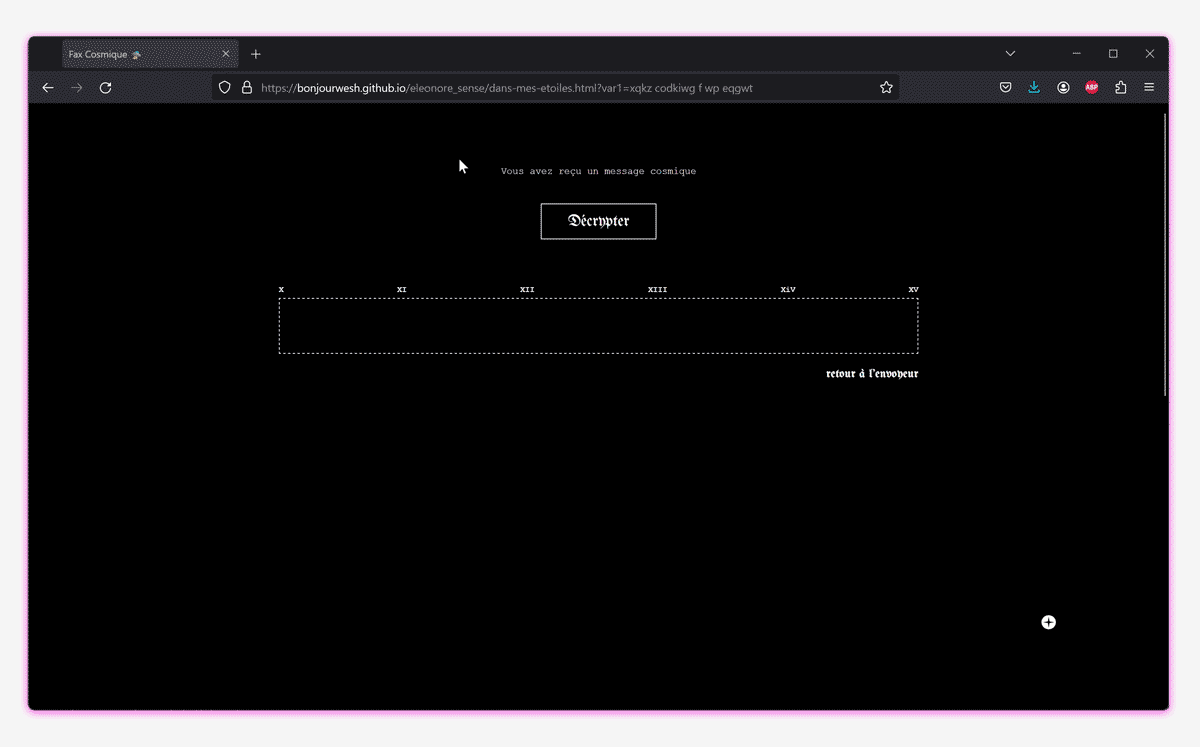 Fax Cosmique
https://bonjourwesh.github.io/eleonore_sense/dans-mes-etoiles.html?var1=xqkz codkiwg f wp eqgwt
ABP
Vous avez reçu un message cosmique
Décrypter
X XI XII XIII xiv xv
retour à l'envoyeur